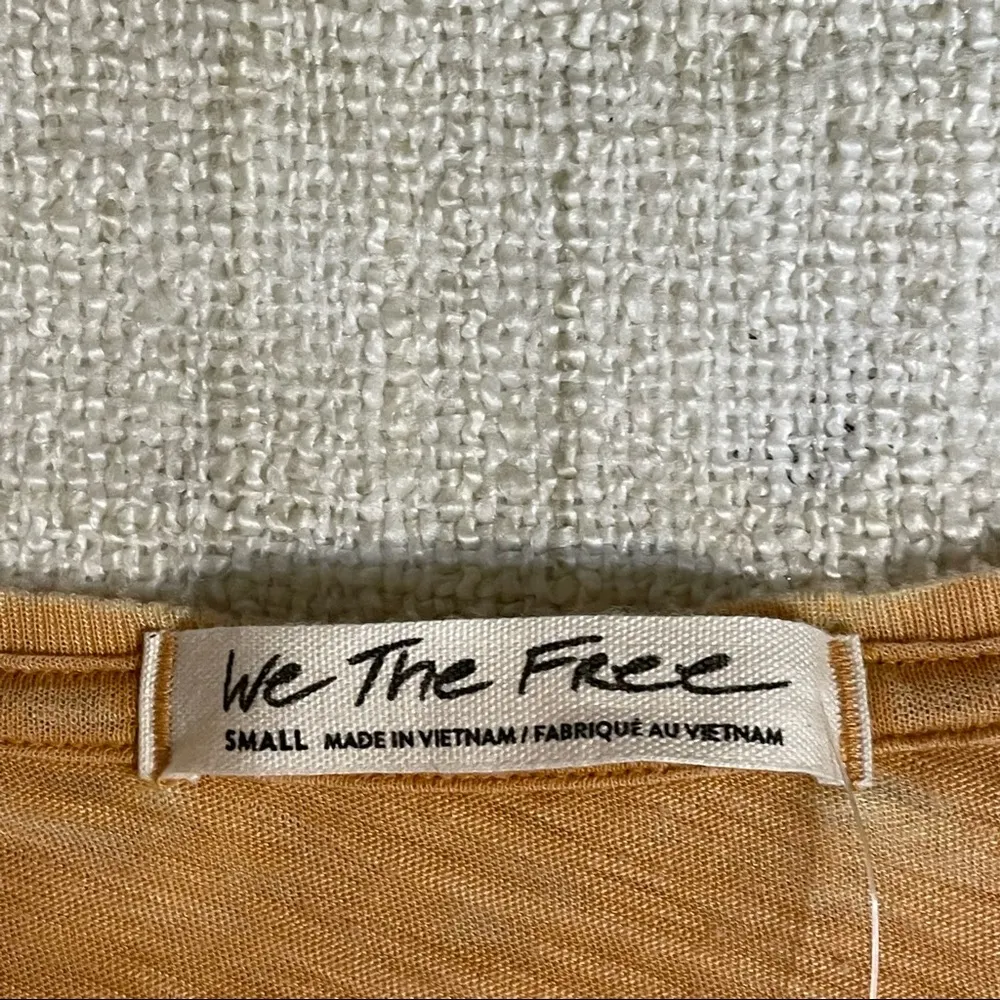 We The Free
SMALL MADE IN VIETNAM / FABRIQUÉ AU VIETNAM